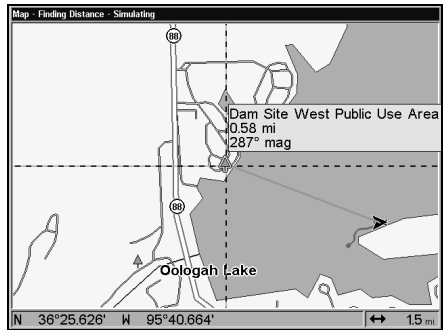 Map - Finding Distance - Simulating
88
Dam Site West Public Use Area
0.58 mi
287° mag
88
Oologah Lake
N 36°25.626' W 95°40.664' ↔ 1.5 mi